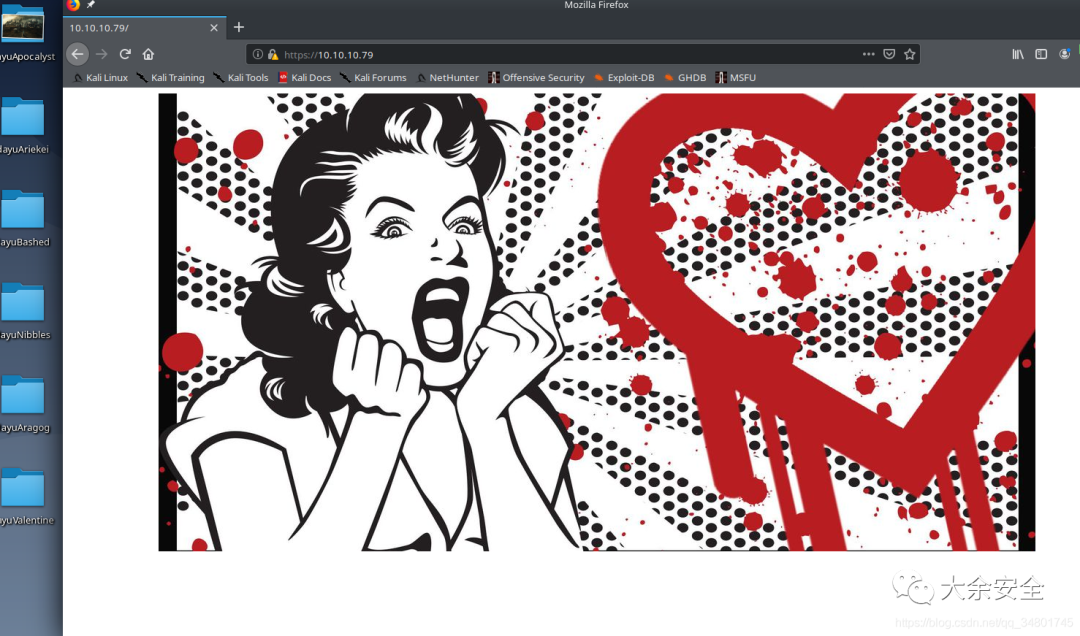 Mozilla Firefox
10.10.10.79/
https://10.10.10.79
Kali Linux
Kali Training
Kali Tools
Kali Docs
Kali Forums
NetHunter
Offensive Security
Exploit-DB
GHDB
MSFU
ayuApocalyst
dayuAriekei
ayuBashed
ayuNibbles
ayuAragog
yuValentine
大余安全
https://blog.csdn.net/qq_34801745